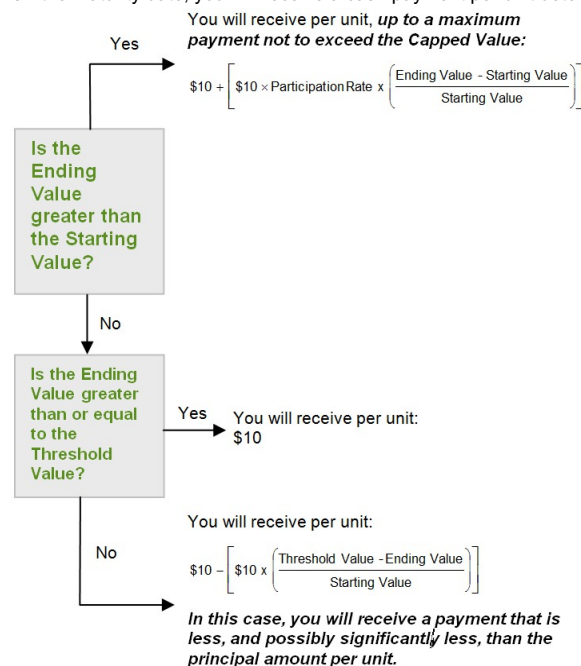 You will receive per unit, up to a maximum
payment not to exceed the Capped Value:
Yes
$10 + [ $10 × Participation Rate x ( Ending Value - Starting Value / Starting Value ) ]
Is the
Ending
Value
greater than
the Starting
Value?
No
Is the Ending
Value greater
than or equal
to the
Threshold
Value?
Yes
You will receive per unit:
$10
You will receive per unit:
No
$10 – [ $10 x ( Threshold Value - Ending Value / Starting Value ) ]
In this case, you will receive a payment that is
less, and possibly significantly less, than the
principal amount per unit.